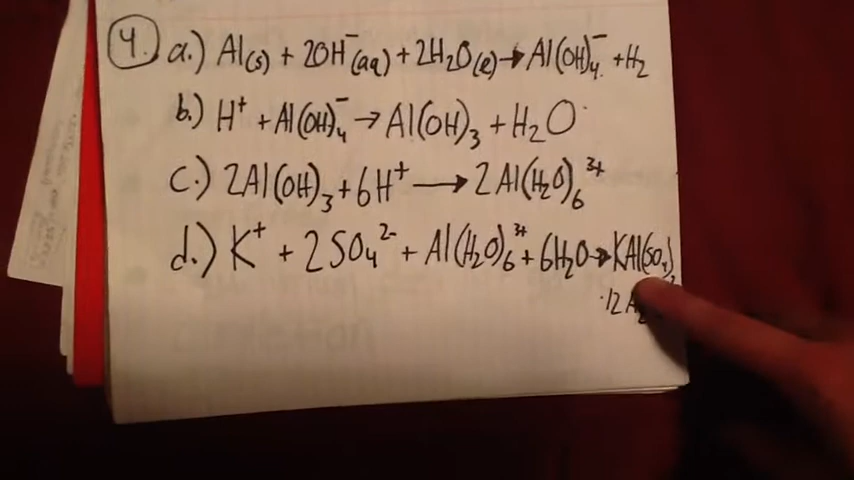 4. a.) Al(s) + 2OH⁻(aq) + 2H₂O(l) → Al(OH)₄⁻ + H₂
b.) H⁺ + Al(OH)₄⁻ → Al(OH)₃ + H₂O
c.) 2Al(OH)₃ + 6H⁺ → 2Al(H₂O)₆³⁺
d.) K⁺ + 2SO₄²⁻ + Al(H₂O)₆³⁺ + 6H₂O → KAl(SO₄)₂
·12